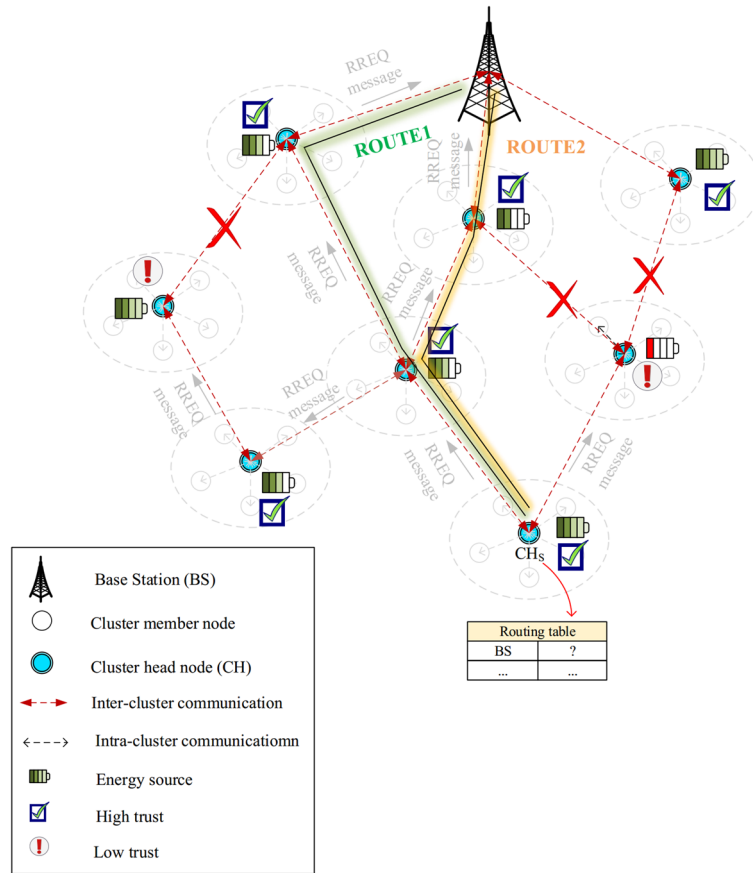 RREQ
message
ROUTE1
ROUTE2
RREQ
message
RREQ
message
RREQ
message
RREQ
message
RREQ
message
RREQ
message
RREQ
message
CHS
Routing table
BS ?
... ...
Base Station (BS)
Cluster member node
Cluster head node (CH)
Inter-cluster communication
Intra-cluster communicatiomn
Energy source
High trust
Low trust